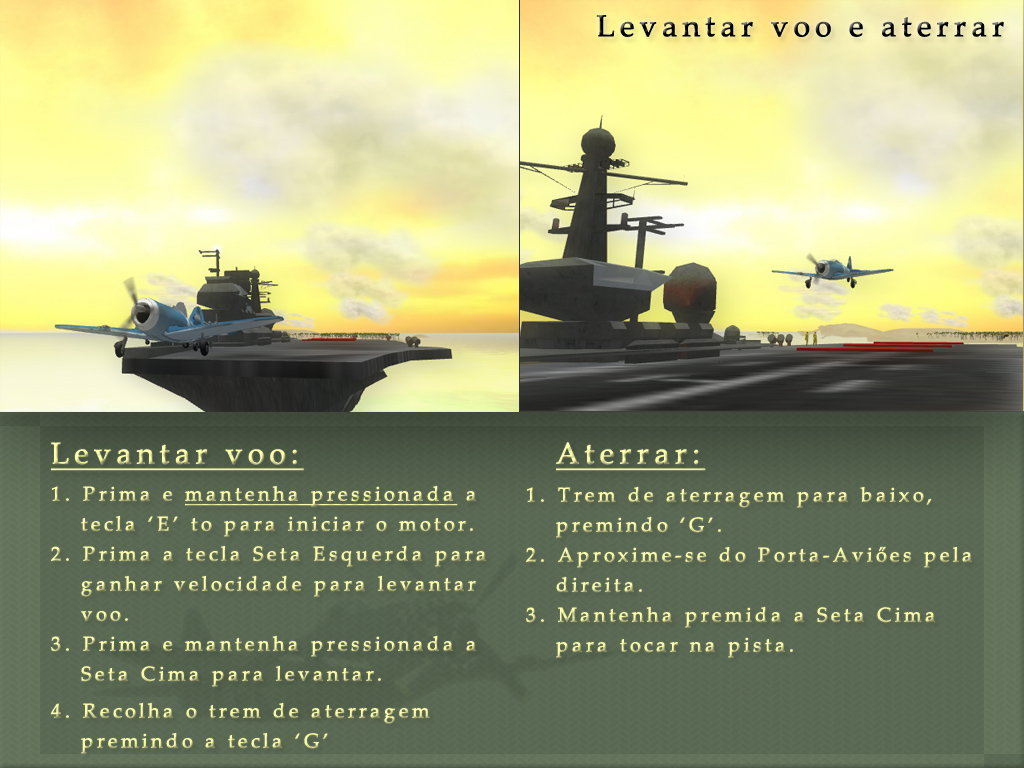 Levantar voo e aterrar
Levantar voo:
1. Prima e mantenha pressionada a
tecla ‘E’ to para iniciar o motor.
2. Prima a tecla Seta Esquerda para
ganhar velocidade para levantar
voo.
3. Prima e mantenha pressionada a
Seta Cima para levantar.
4. Recolha o trem de aterragem
premindo a tecla ‘G’
Aterrar:
1. Trem de aterragem para baixo,
premindo ‘G’.
2. Aproxime-se do Porta-Aviőes pela
direita.
3. Mantenha premida a Seta Cima
para tocar na pista.